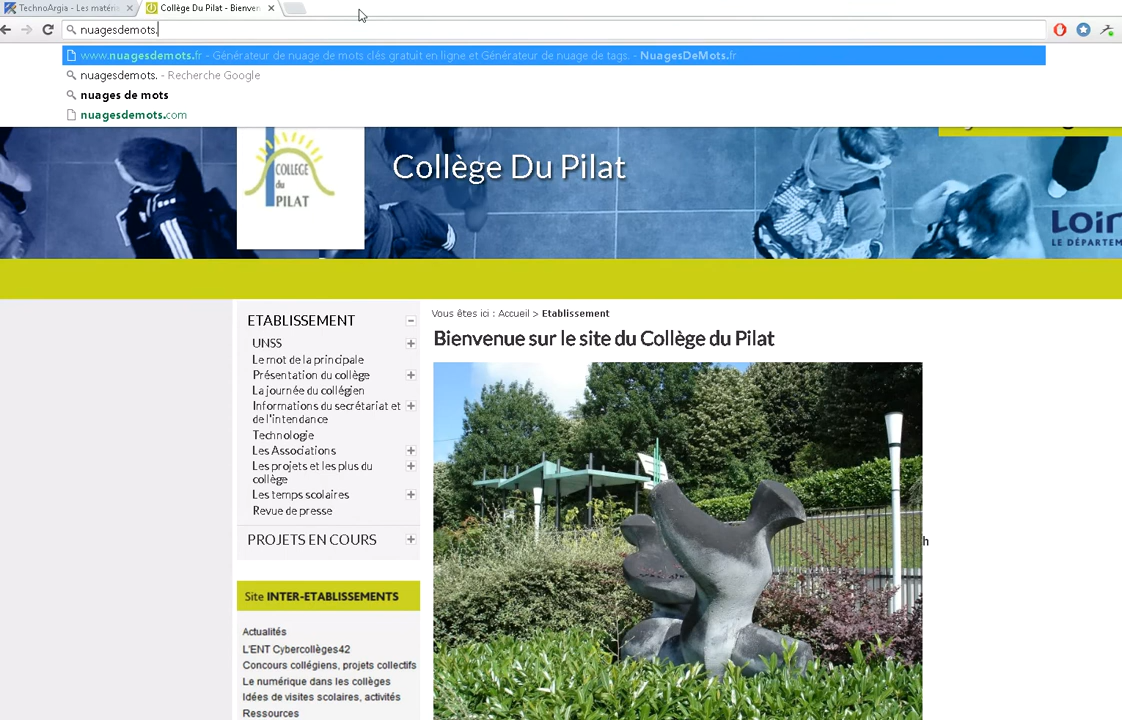 TechnoArgia - Les matéri
Collège Du Pilat - Bienven
nuagesdemots.
www.nuagesdemots.fr - Générateur de nuage de mots clés gratuit en ligne et Générateur de nuage de tags. - NuagesDeMots.fr
nuagesdemots. - Recherche Google
nuages de mots
nuagesdemots.com
COLLEGE
du
PILAT
Collège Du Pilat
LE DÉPARTEM
ETABLISSEMENT
UNSS
Le mot de la principale
Présentation du collège
La journée du collégien
Informations du secrétariat et
de l'intendance
Technologie
Les Associations
Les projets et les plus du
collège
Les temps scolaires
Revue de presse
PROJETS EN COURS
Site INTER-ETABLISSEMENTS
Actualités
L'ENT Cybercollèges42
Concours collégiens, projets collectifs
Le numérique dans les collèges
Idées de visites scolaires, activités
Ressources
Vous êtes ici : Accueil > Etablissement
Bienvenue sur le site du Collège du Pilat
h